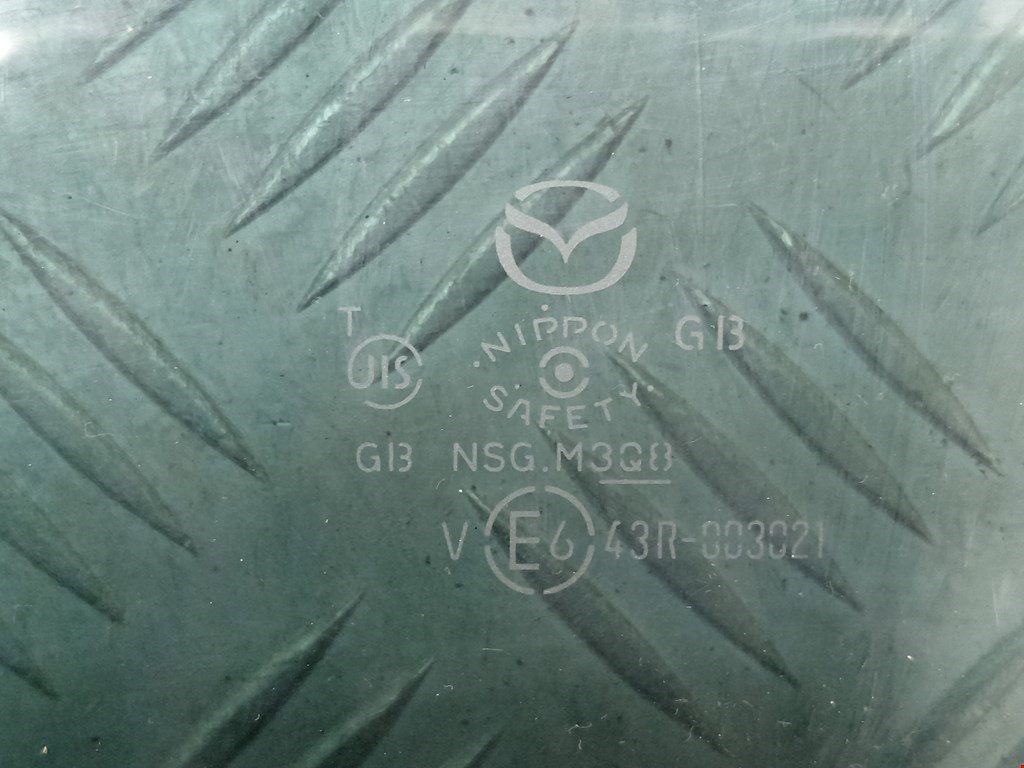 T
JIS
NIPPON
SAFETY
GB
GB NSG.M3Q8
V E6 43R-003021